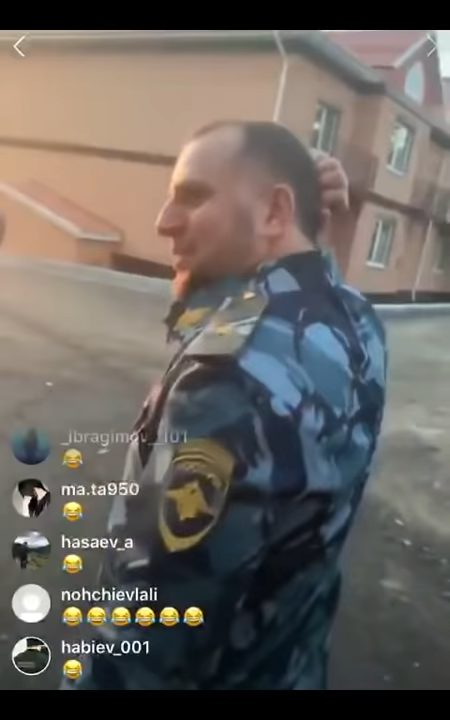 _ibragimov__101
😂
ma.ta950
😂
hasaev_a
😂
nohchievlali
😂😂😂😂😂😂
habiev_001
😂